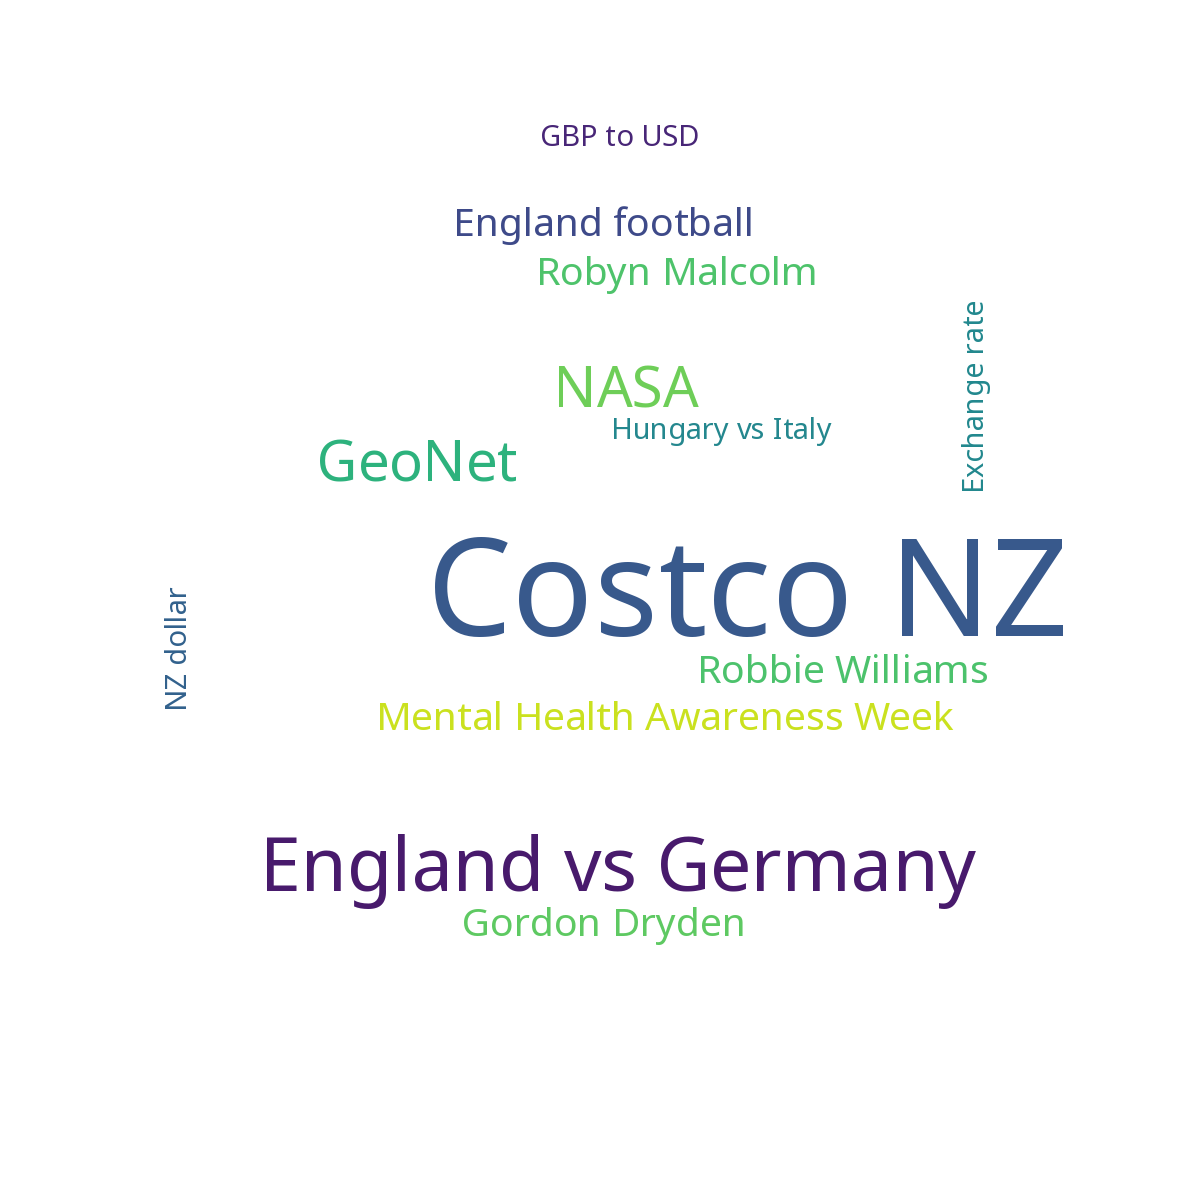 GBP to USD
England football
Robyn Malcolm
Exchange rate
NASA
Hungary vs Italy
GeoNet
Costco NZ
NZ dollar
Robbie Williams
Mental Health Awareness Week
England vs Germany
Gordon Dryden